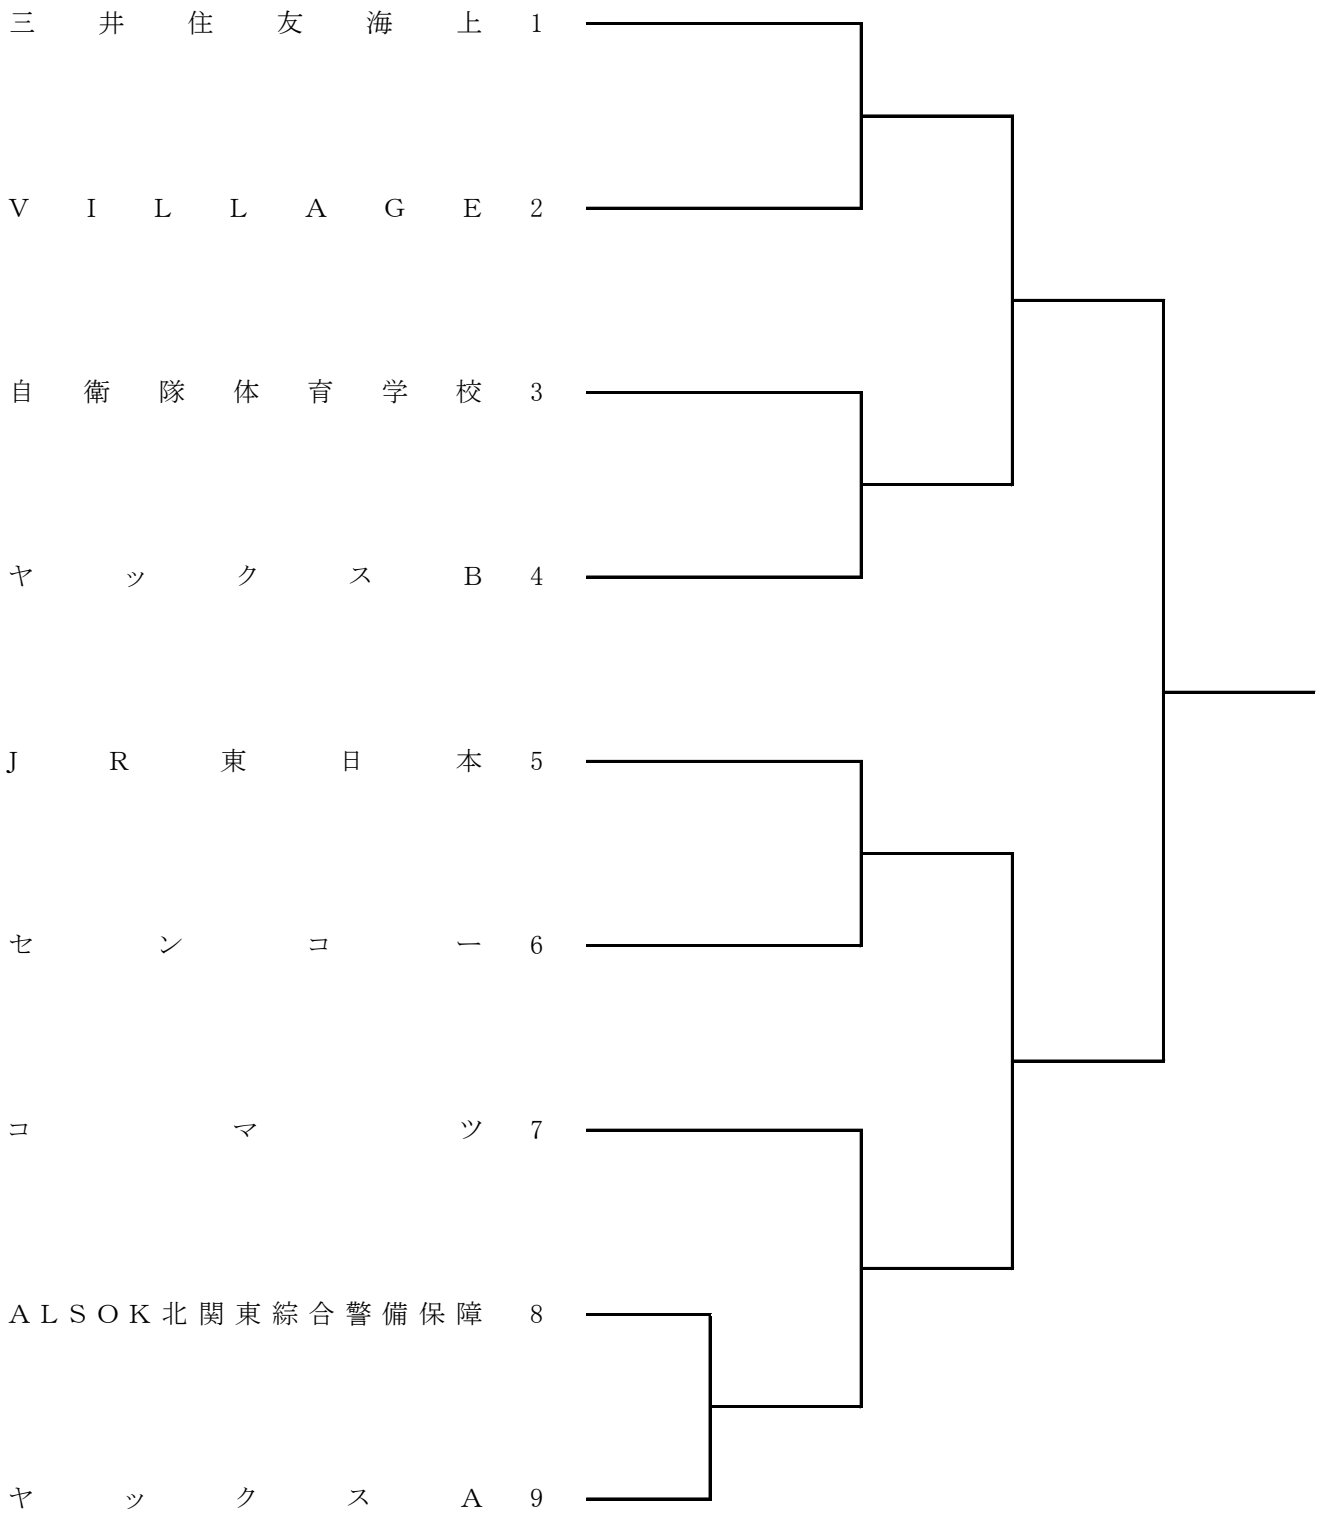 三井住友海上 1
VILLAGE 2
自衛隊体育学校 3
ヤックスB 4
JR東日本 5
センコー 6
コマツ 7
ALSOK北関東綜合警備保障 8
ヤックスA 9